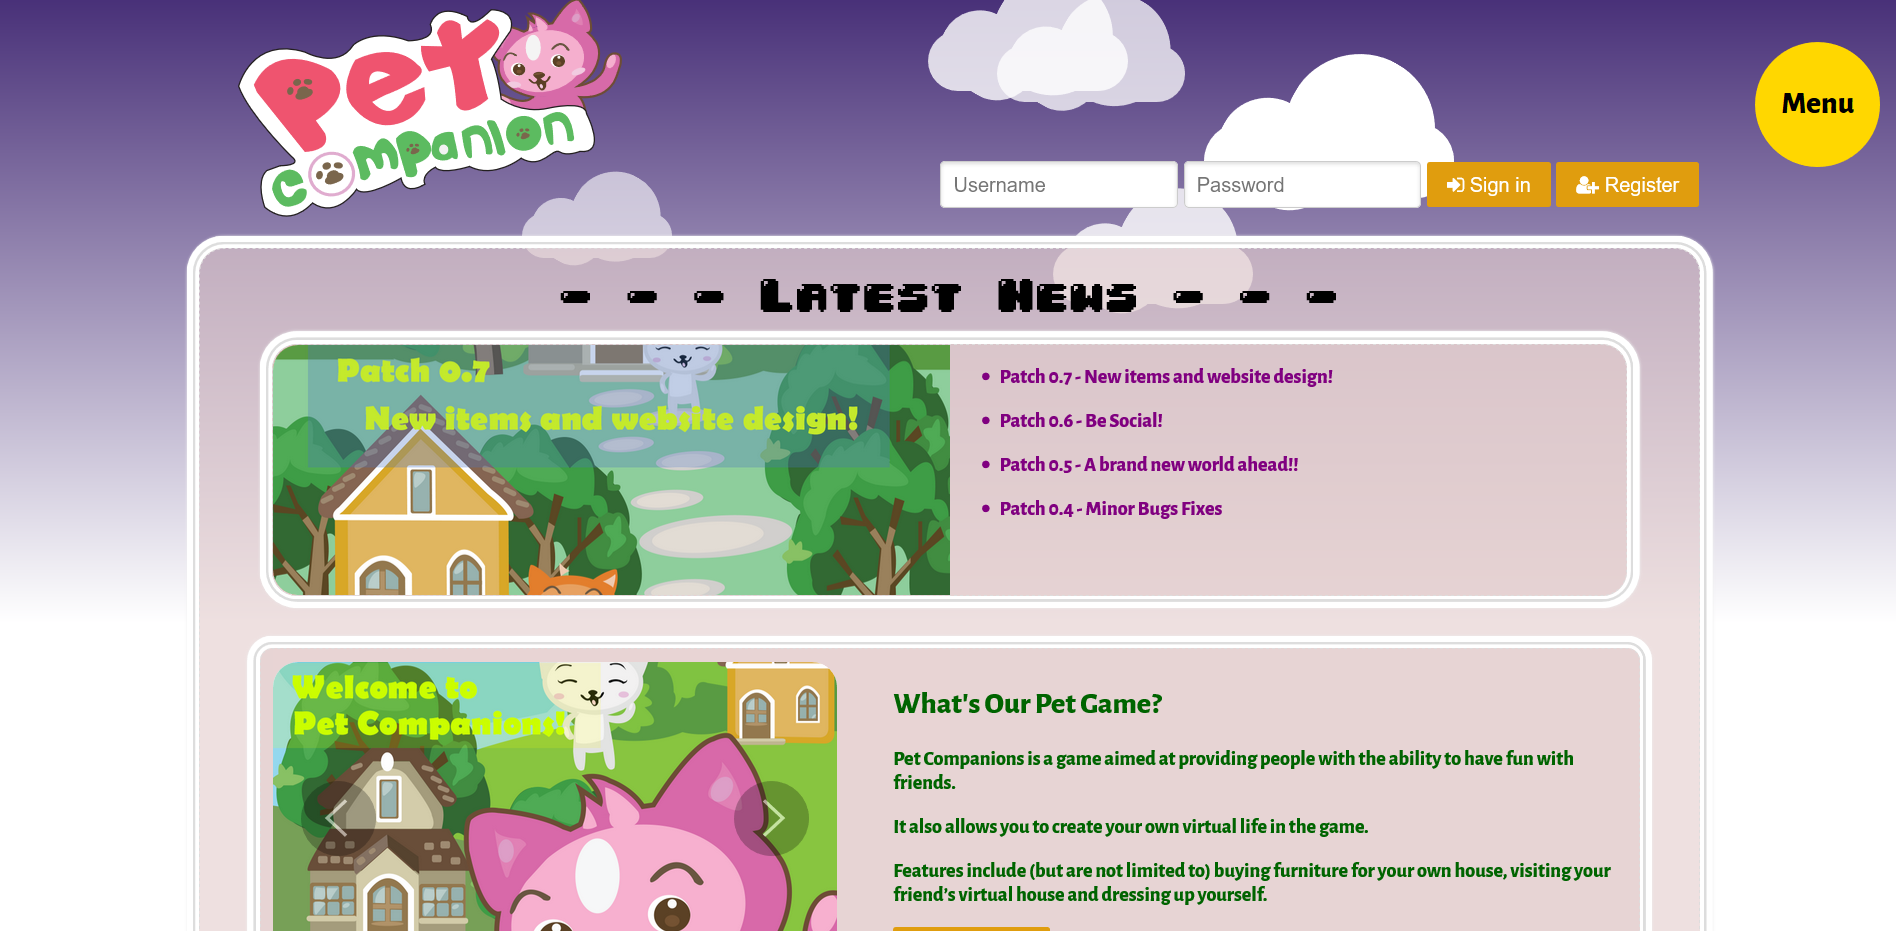 Pet
Companion
Menu
Username
Password
Sign in
Register
- - - Latest News - - -
Patch 0.7
New items and website design!
Patch 0.7 - New items and website design!
Patch 0.6 - Be Social!
Patch 0.5 - A brand new world ahead!!
Patch 0.4 - Minor Bugs Fixes
Welcome to
Pet Companions!
What's Our Pet Game?
Pet Companions is a game aimed at providing people with the ability to have fun with
friends.
It also allows you to create your own virtual life in the game.
Features include (but are not limited to) buying furniture for your own house, visiting your
friend’s virtual house and dressing up yourself.